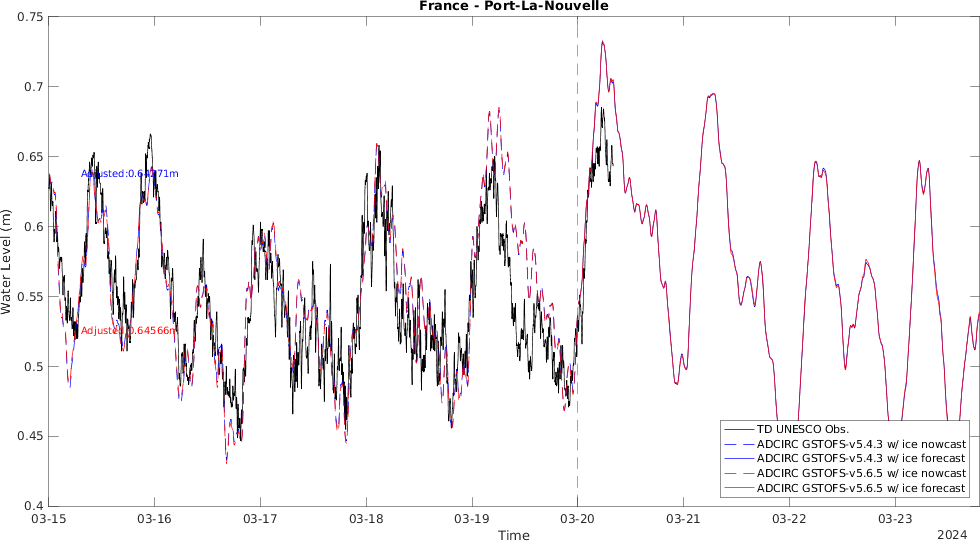 France - Port-La-Nouvelle
0.75
0.7
0.65
0.6
0.55
0.5
0.45
0.4
Water Level (m)
Adjusted:0.64
71m
Adjusted:0.64566m
TD UNESCO Obs.
ADCIRC GSTOFS-v5.4.3 w/ ice nowcast
ADCIRC GSTOFS-v5.4.3 w/ ice forecast
ADCIRC GSTOFS-v5.6.5 w/ ice nowcast
ADCIRC GSTOFS-v5.6.5 w/ ice forecast
03-15 03-16 03-17 03-18 03-19 03-20 03-21 03-22 03-23
Time
2024